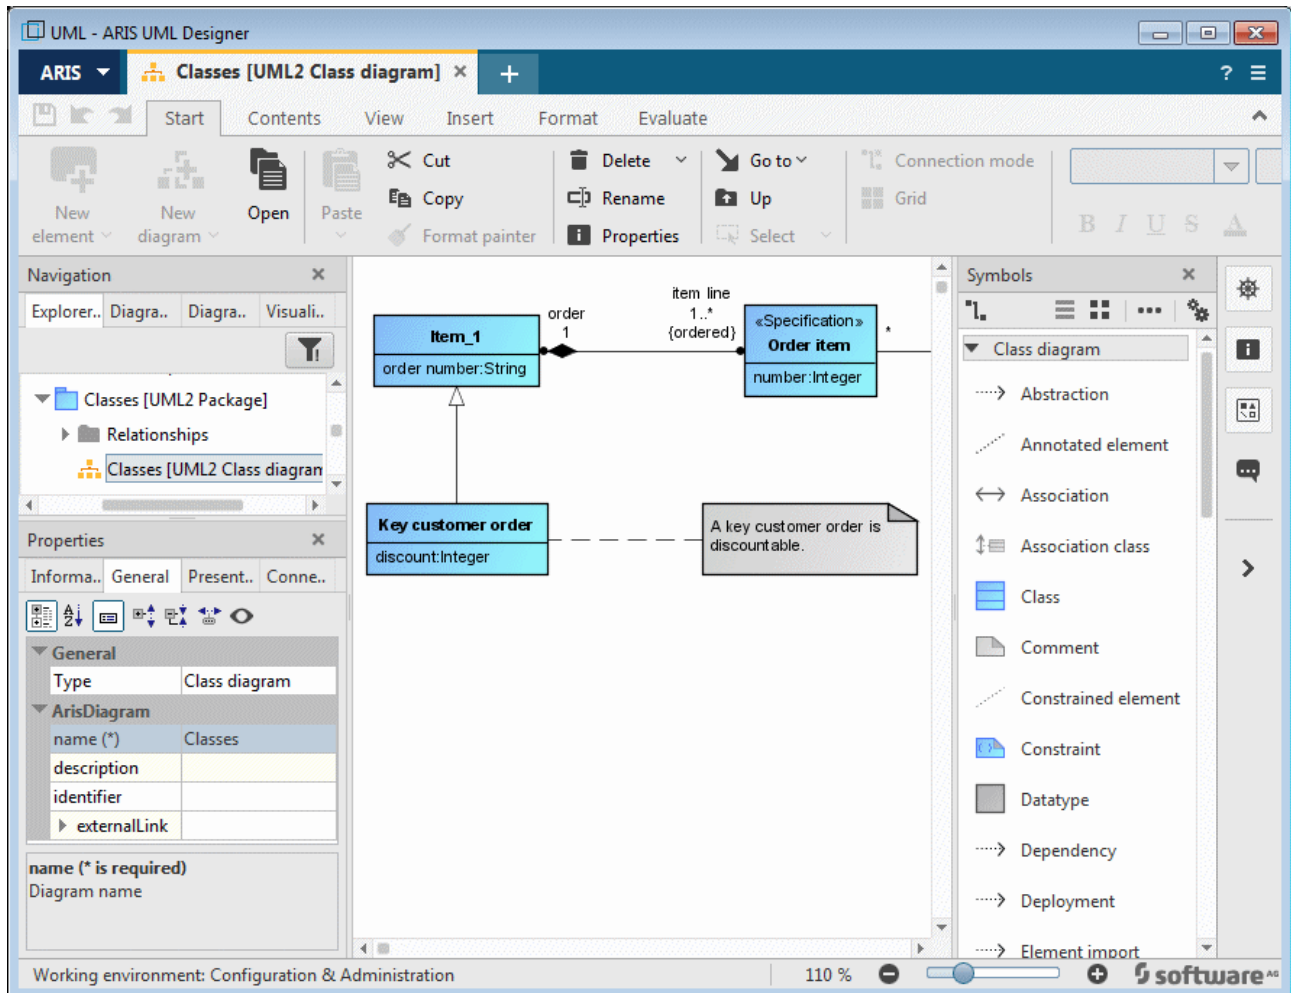 UML - ARIS UML Designer
ARIS
Classes [UML2 Class diagram]
Start Contents View Insert Format Evaluate
New element
New diagram
Open
Paste
Cut
Copy
Format painter
Delete
Rename
Properties
Go to
Up
Select
Connection mode
Grid
B I U S A
Navigation
Explorer.. Diagra.. Diagra.. Visuali..
Classes [UML2 Package]
Relationships
Classes [UML2 Class diagram
Properties
Informa.. General Present.. Conne..
General
Type Class diagram
ArisDiagram
name (*) Classes
description
identifier
externalLink
name (* is required)
Diagram name
Item_1
order number:String
order
1
item line
1..*
{ordered}
«Specification»
Order item
number:Integer
*
Key customer order
discount:Integer
A key customer order is
discountable.
Symbols
Class diagram
Abstraction
Annotated element
Association
Association class
Class
Comment
Constrained element
Constraint
Datatype
Dependency
Deployment
Element import
Working environment: Configuration & Administration
110 %
software AG